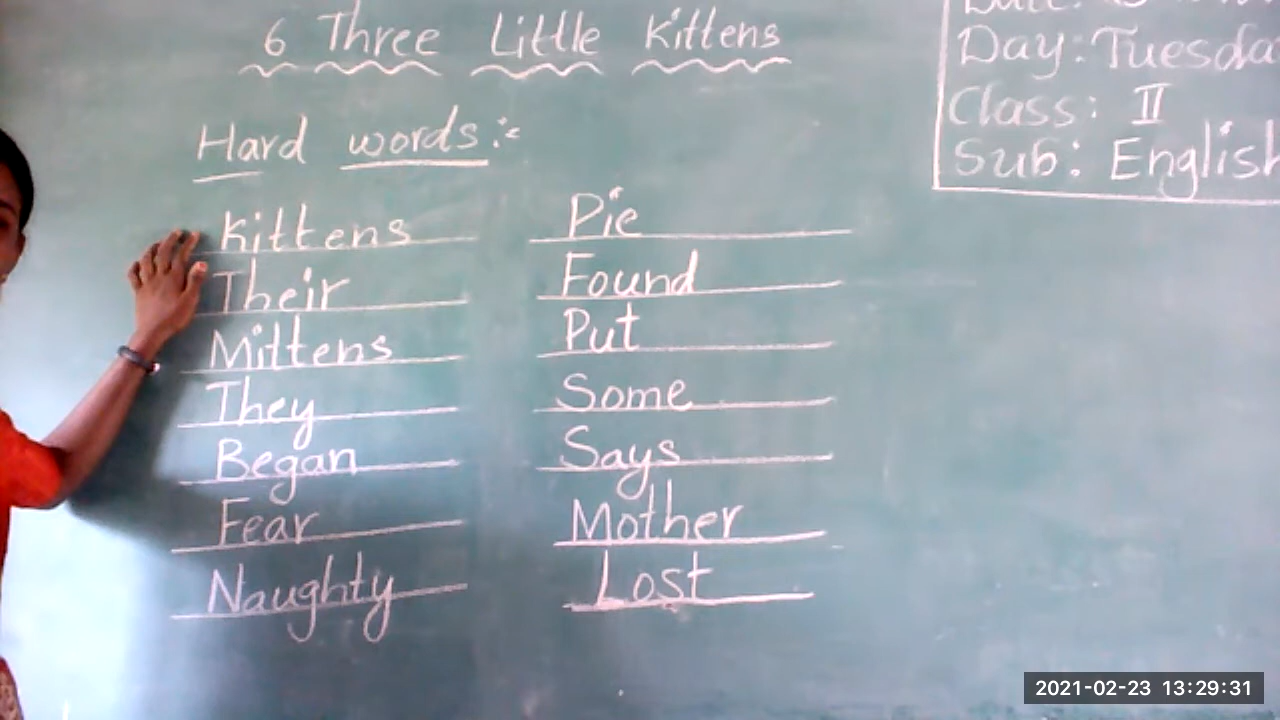 6 Three Little Kittens
Hard words:-
Kittens
Their
Mittens
They
Began
Fear
Naughty
Pie
Found
Put
Some
Says
Mother
Lost
Day: Tuesda
Class: II
Sub: English
2021-02-23 13:29:31